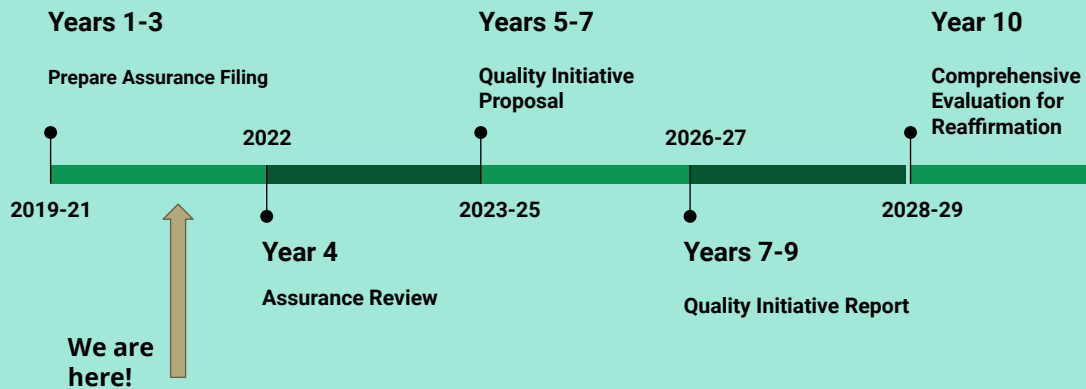 Years 1-3
Prepare Assurance Filing
2019-21
We are
here!
2022
Year 4
Assurance Review
Years 5-7
Quality Initiative
Proposal
2023-25
2026-27
Years 7-9
Quality Initiative Report
Year 10
Comprehensive
Evaluation for
Reaffirmation
2028-29